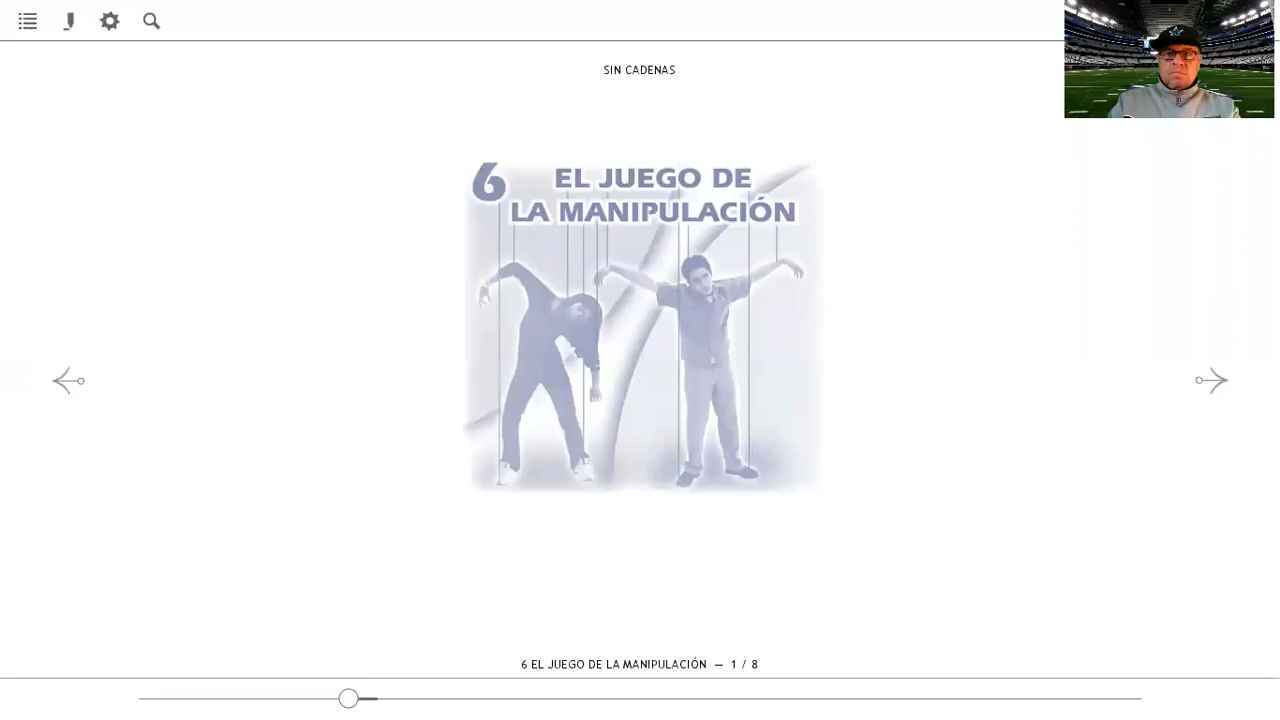 SIN CADENAS
6 EL JUEGO DE
LA MANIPULACIÓN
6 EL JUEGO DE LA MANIPULACIÓN — 1 / 8